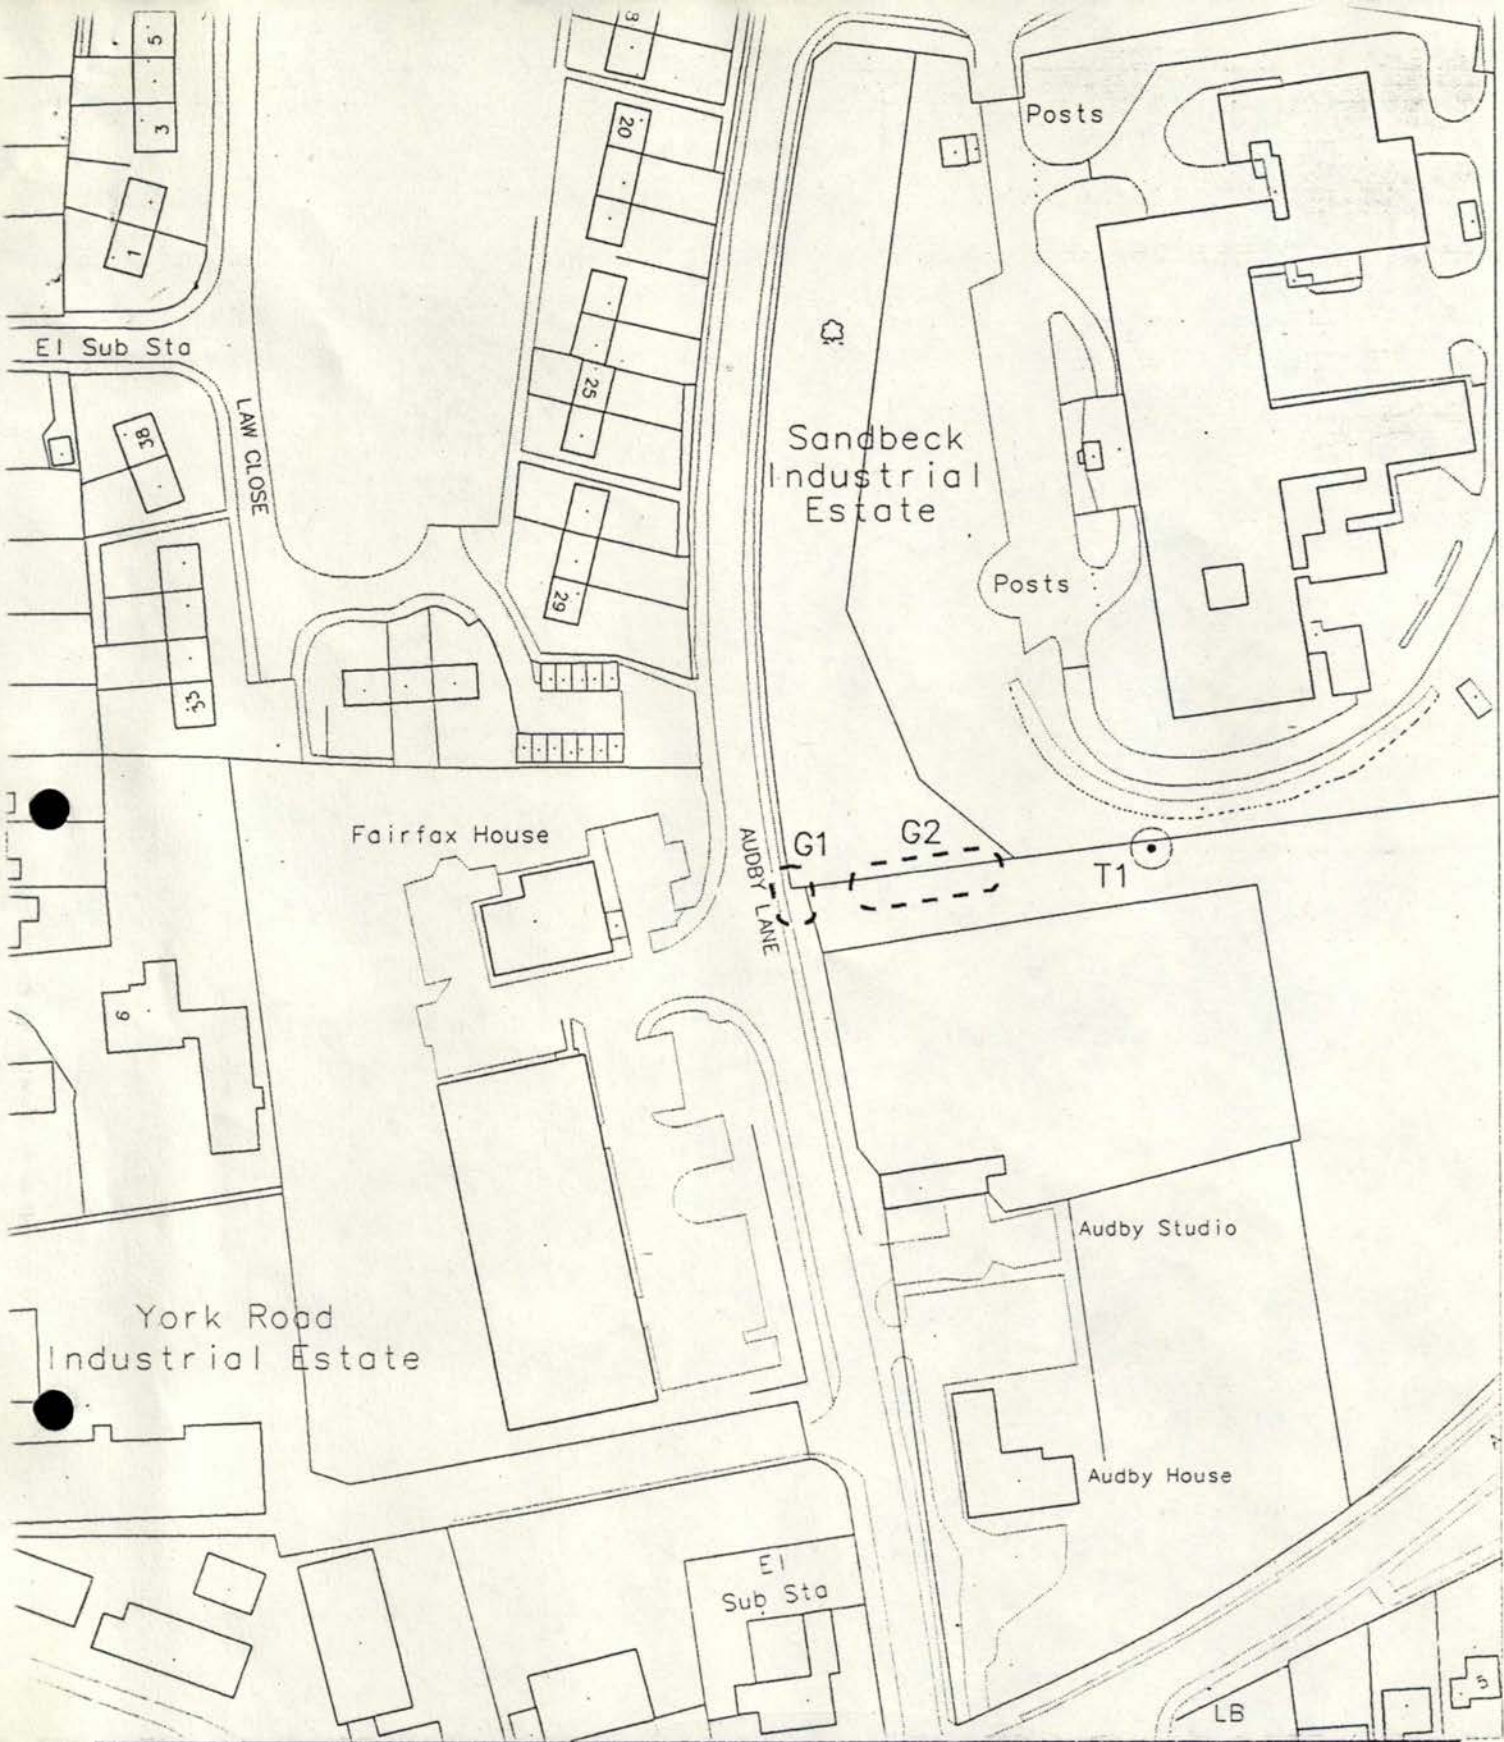 8
5
3
20
Posts
1
El Sub Sta
25
LAW CLOSE
38
Sandbeck
Industrial
Estate
29
Posts
33
Fairfax House
AUDBY LANE
G1
G2
T1
9
Audby Studio
York Road
Industrial Estate
Audby House
El
Sub Sta
LB
5